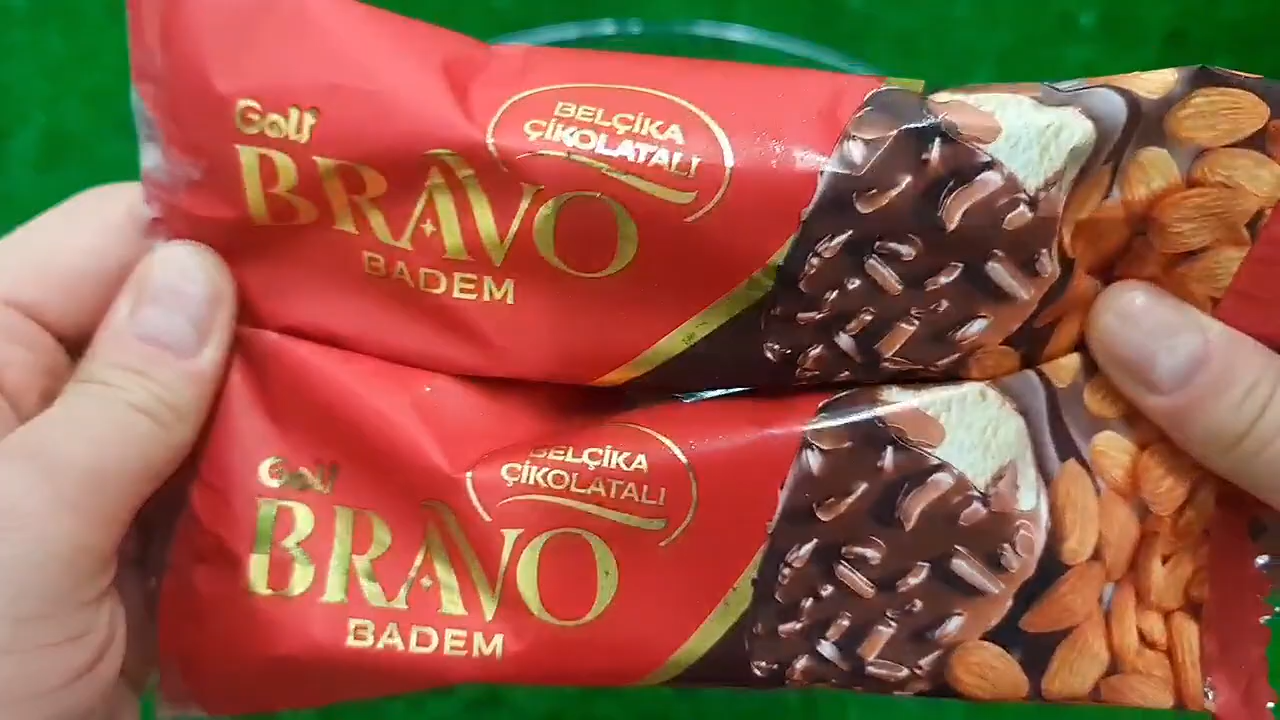 Golf
BRAVO
BADEM
BELÇİKA
ÇİKOLATALI
Golf
BRAVO
BADEM
BELÇİKA
ÇİKOLATALI